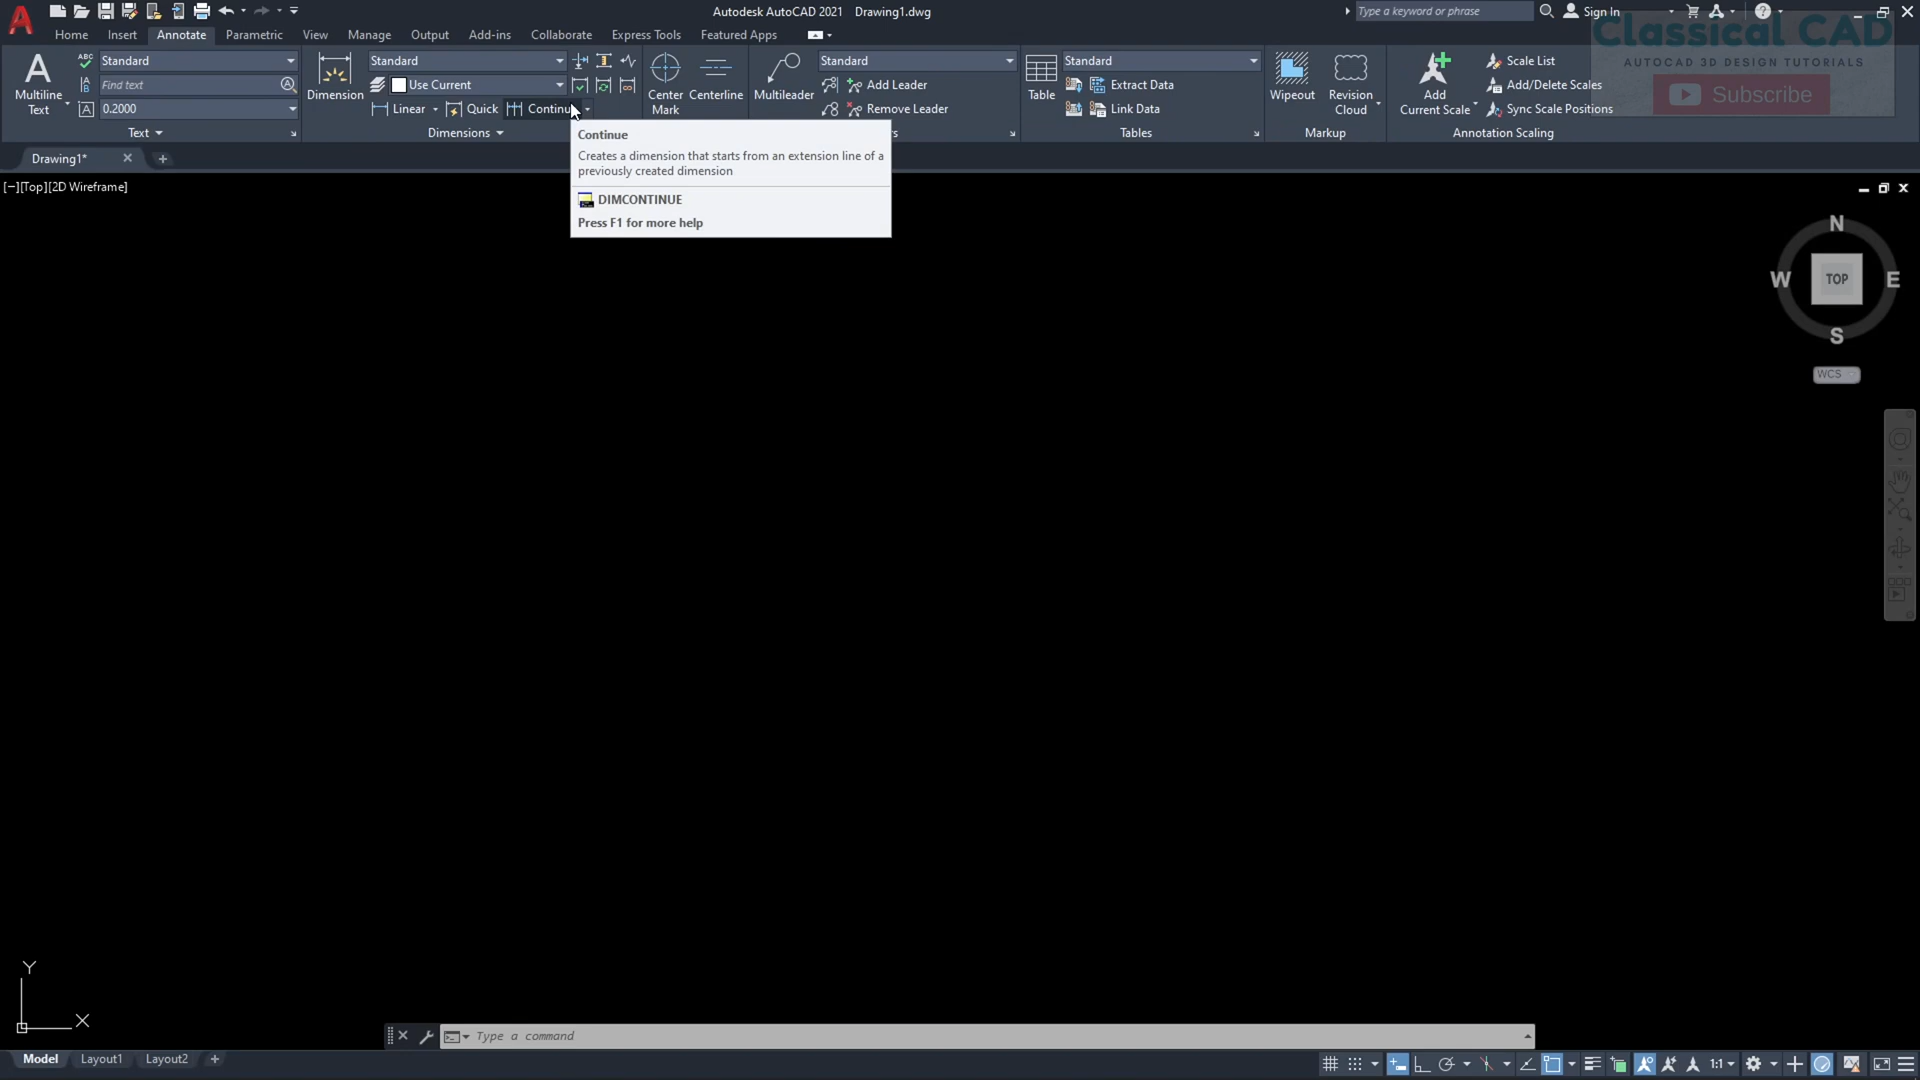 Autodesk AutoCAD 2021 Drawing1.dwg
Type a keyword or phrase
Sign In
Home Insert Annotate Parametric View Manage Output Add-ins Collaborate Express Tools Featured Apps
Classical CAD
AUTOCAD 3D DESIGN TUTORIALS
Subscribe
Multiline
Text
ABC
Standard
Find text
0.2000
Text
Dimension
Standard
Use Current
Linear
Quick
Dimensions
Center
Mark
Centerline
Multileader
Standard
Add Leader
Remove Leader
Table
Standard
Extract Data
Link Data
Tables
Wipeout
Revision
Cloud
Markup
Add
Current Scale
Scale List
Add/Delete Scales
Sync Scale Positions
Annotation Scaling
Continue
Creates a dimension that starts from an extension line of a
previously created dimension
DIMCONTINUE
Press F1 for more help
Drawing1*
[−][Top][2D Wireframe]
N
W TOP E
S
WCS
Y
X
Type a command
Model Layout1 Layout2
1:1